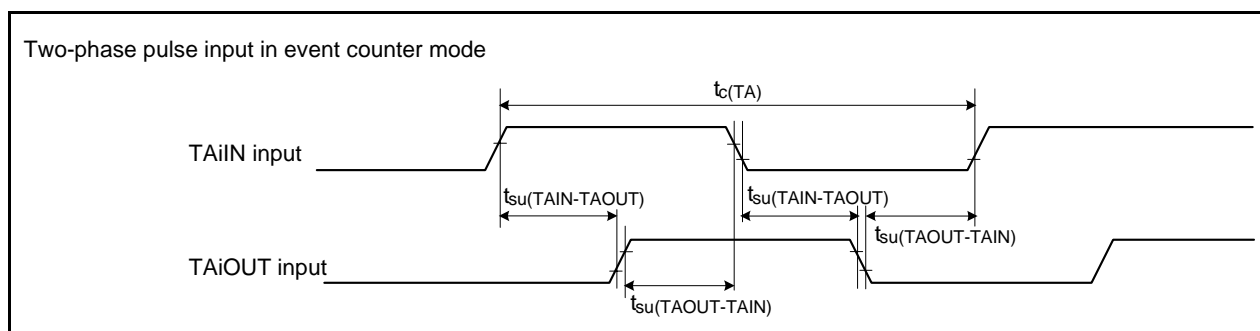 Two-phase pulse input in event counter mode
tc(TA)
TAiIN input
tsu(TAIN-TAOUT)
tsu(TAIN-TAOUT)
tsu(TAOUT-TAIN)
TAiOUT input
tsu(TAOUT-TAIN)